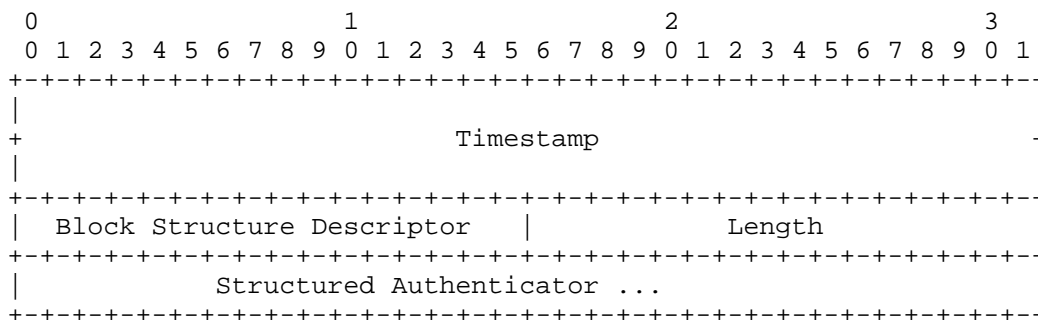 0                   1                   2                   3
0 1 2 3 4 5 6 7 8 9 0 1 2 3 4 5 6 7 8 9 0 1 2 3 4 5 6 7 8 9 0 1
+-+-+-+-+-+-+-+-+-+-+-+-+-+-+-+-+-+-+-+-+-+-+-+-+-+-+-+-+-+-+-+-
|
+                           Timestamp                           -
|
+-+-+-+-+-+-+-+-+-+-+-+-+-+-+-+-+-+-+-+-+-+-+-+-+-+-+-+-+-+-+-+-
|  Block Structure Descriptor   |            Length
+-+-+-+-+-+-+-+-+-+-+-+-+-+-+-+-+-+-+-+-+-+-+-+-+-+-+-+-+-+-+-+-
|            Structured Authenticator ...
+-+-+-+-+-+-+-+-+-+-+-+-+-+-+-+-+-+-+-+-+-+-+-+-+-+-+-+-+-+-+-+-